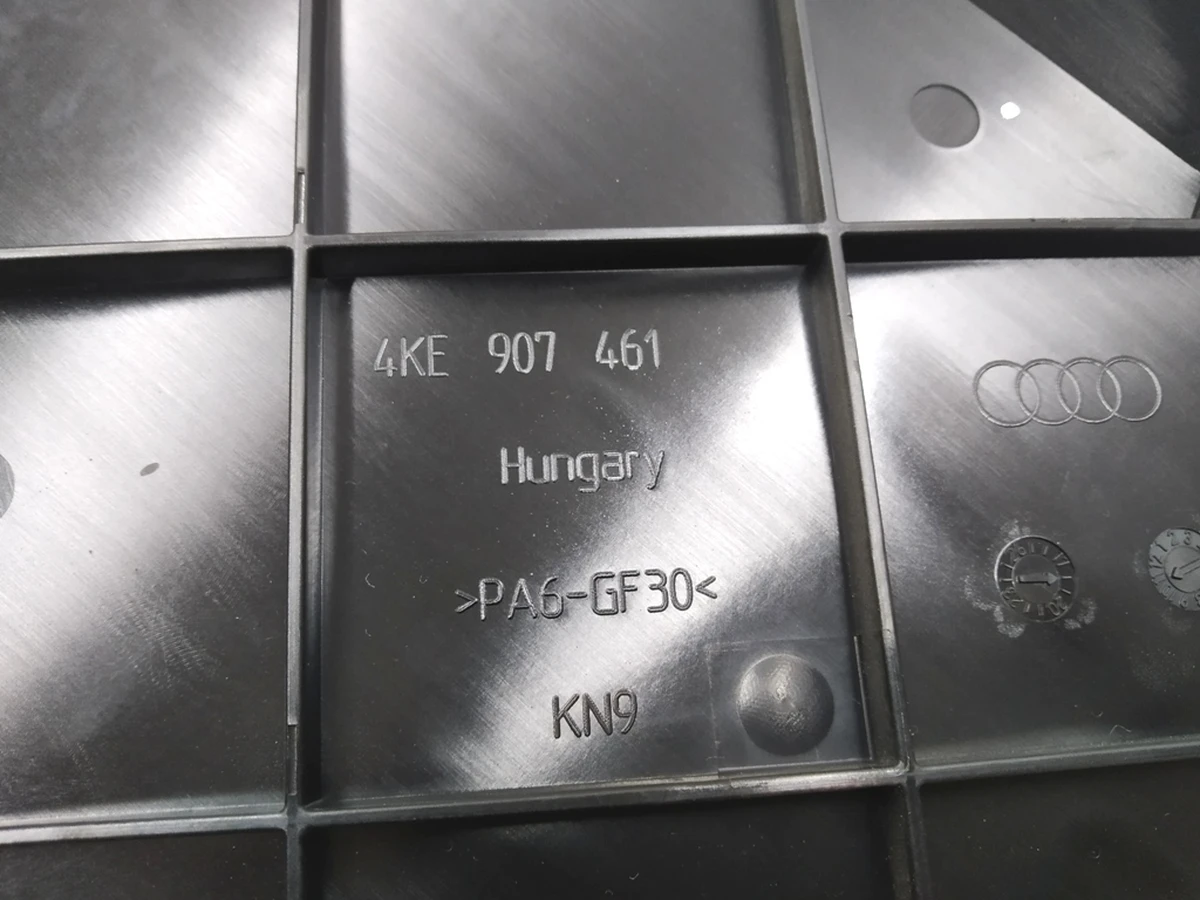 4KE 907 461
Hungary
>PA6-GF30<
KN9